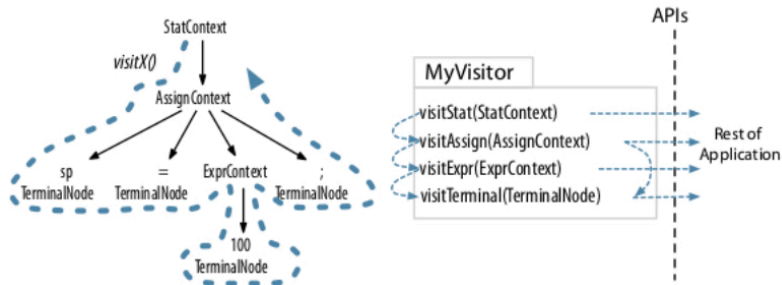 StatContext
visitX()
AssignContext
sp
TerminalNode
=
TerminalNode
ExprContext
;
TerminalNode
100
TerminalNode
APIs
MyVisitor
visitStat(StatContext)
visitAssign(AssignContext)
visitExpr(ExprContext)
visitTerminal(TerminalNode)
Rest of
Application